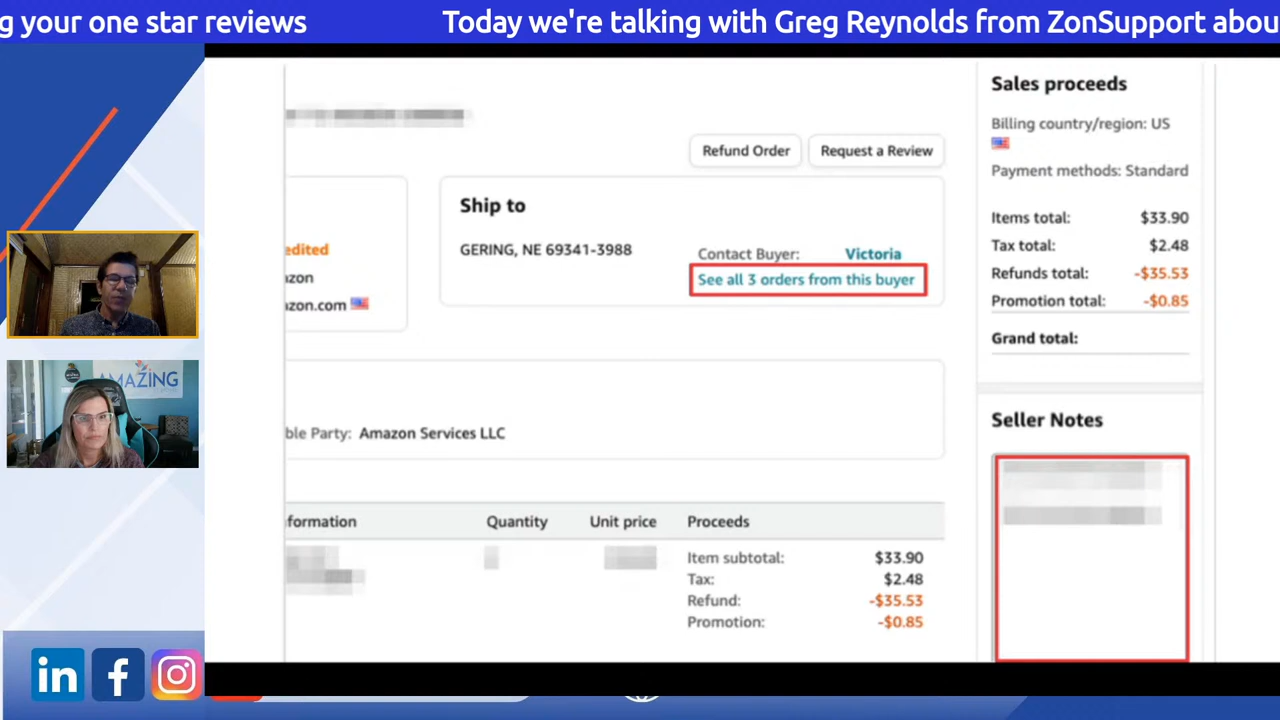 g your one star reviews
Today we're talking with Greg Reynolds from ZonSupport abou
Refund Order
Request a Review
edited
azon
azon.com
Ship to
GERING, NE 69341-3988
Contact Buyer: Victoria
See all 3 orders from this buyer
ble Party: Amazon Services LLC
formation Quantity Unit price Proceeds
Item subtotal: $33.90
Tax: $2.48
Refund: -$35.53
Promotion: -$0.85
Sales proceeds
Billing country/region: US
Payment methods: Standard
Items total: $33.90
Tax total: $2.48
Refunds total: -$35.53
Promotion total: -$0.85
Grand total:
Seller Notes
AMAZING
in
f